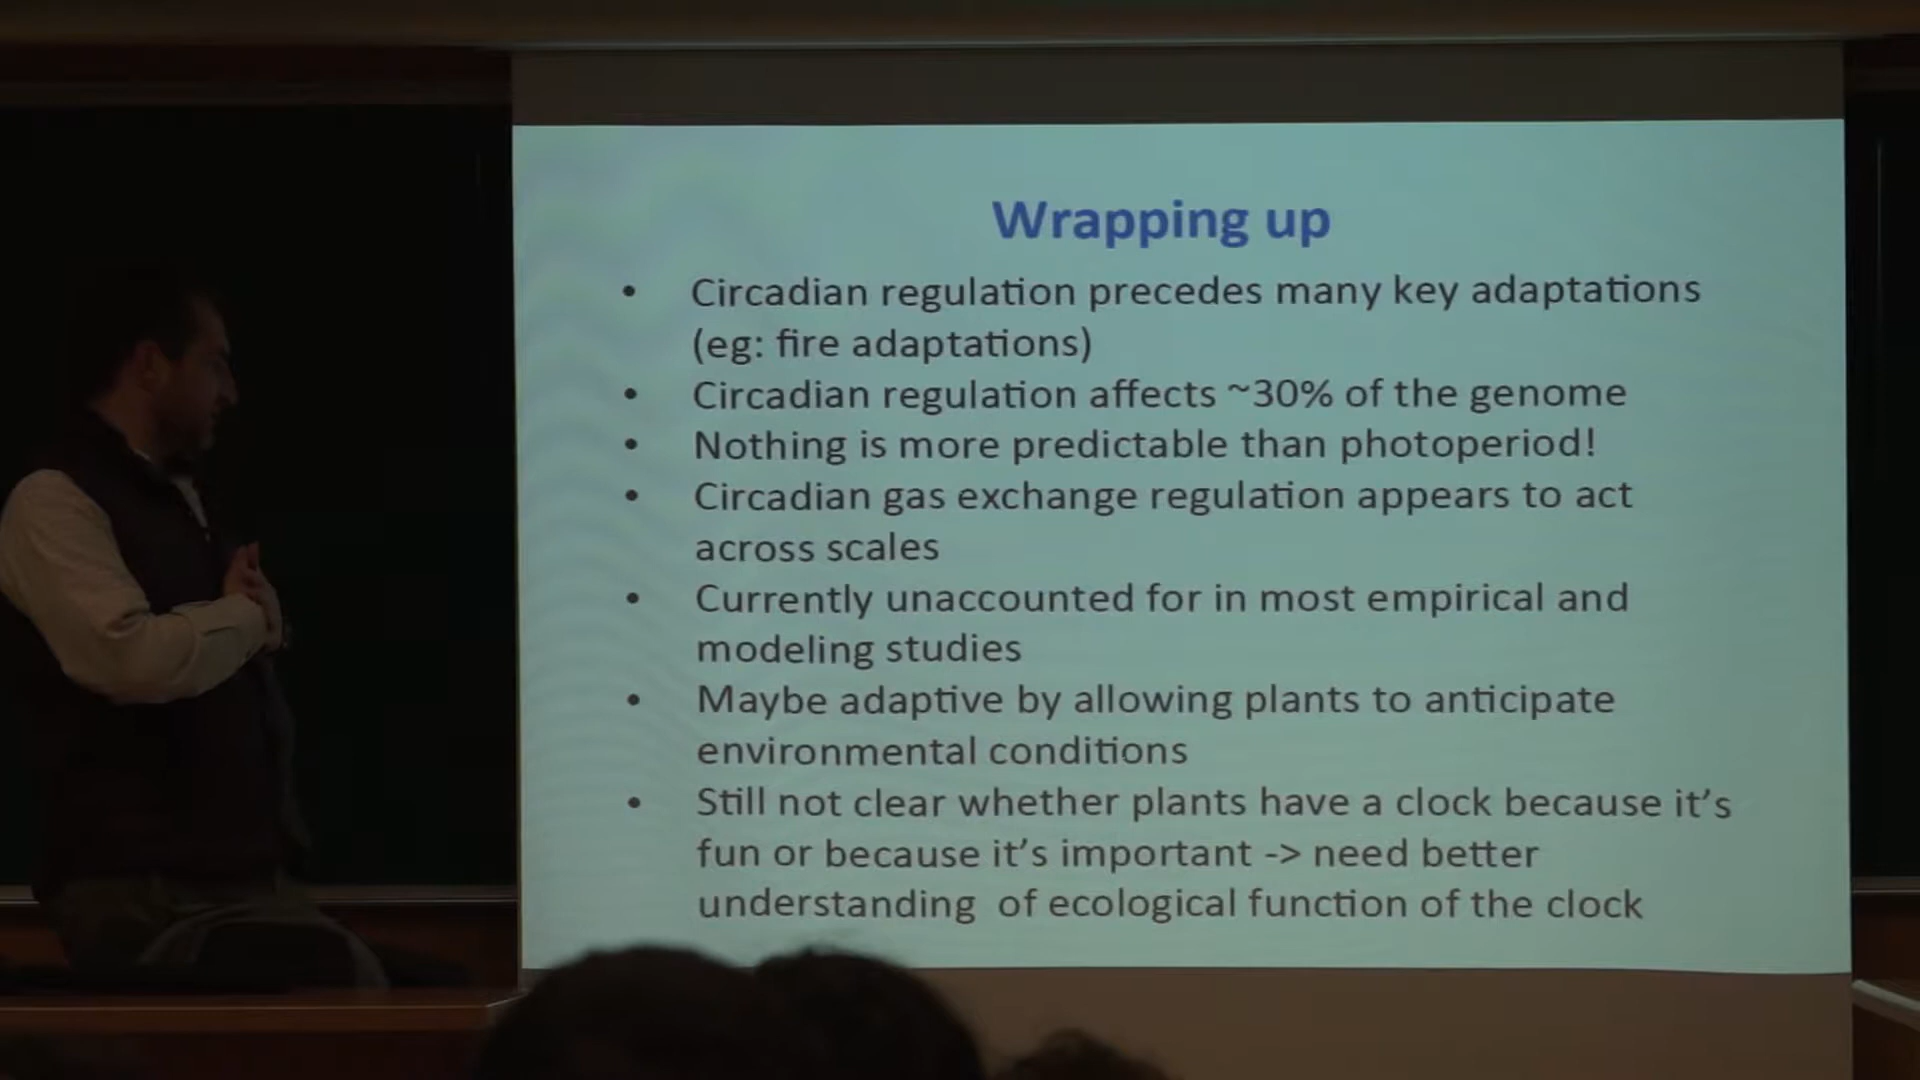 Wrapping up
• Circadian regulation precedes many key adaptations
(eg: fire adaptations)
• Circadian regulation affects ~30% of the genome
• Nothing is more predictable than photoperiod!
• Circadian gas exchange regulation appears to act
across scales
• Currently unaccounted for in most empirical and
modeling studies
• Maybe adaptive by allowing plants to anticipate
environmental conditions
• Still not clear whether plants have a clock because it's
fun or because it's important -> need better
understanding  of ecological function of the clock